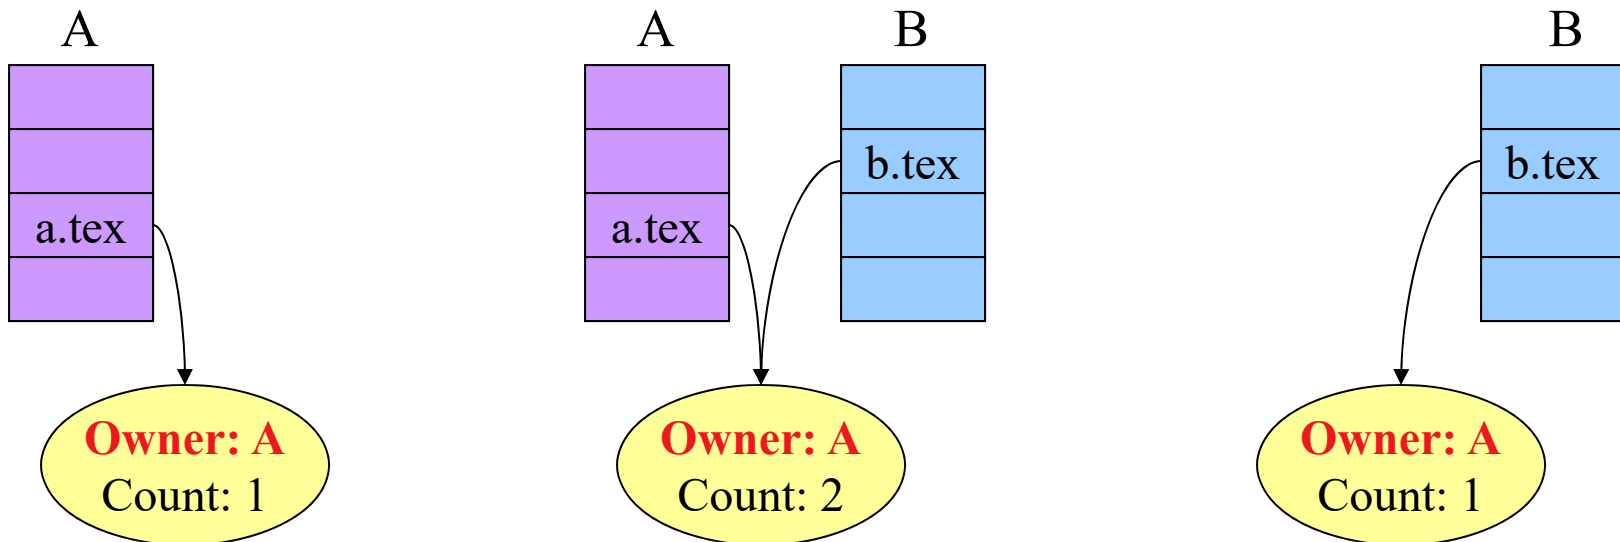 A
a.tex
Owner: A
Count: 1
A
B
b.tex
a.tex
Owner: A
Count: 2
B
b.tex
Owner: A
Count: 1